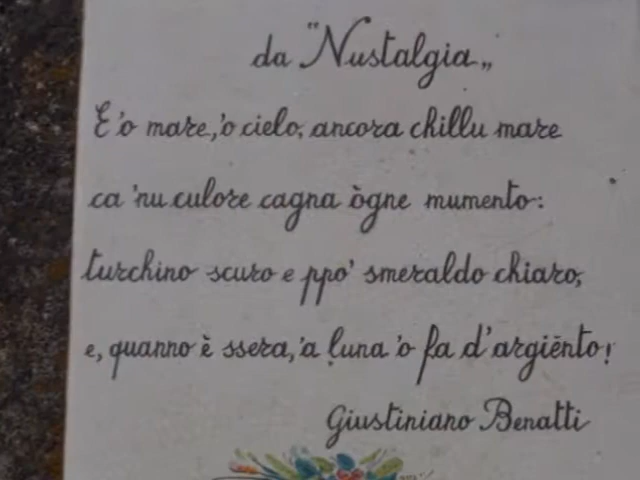 da "Nustalgia„
E 'o mare, 'o cielo, ancora chillu mare
ca 'nu culore cagna ògne mumento:
turchino scuro e ppo' smeraldo chiaro,
e, quanno è ssera, 'a luna 'o fa d'argiénto!
Giustiniano Benatti